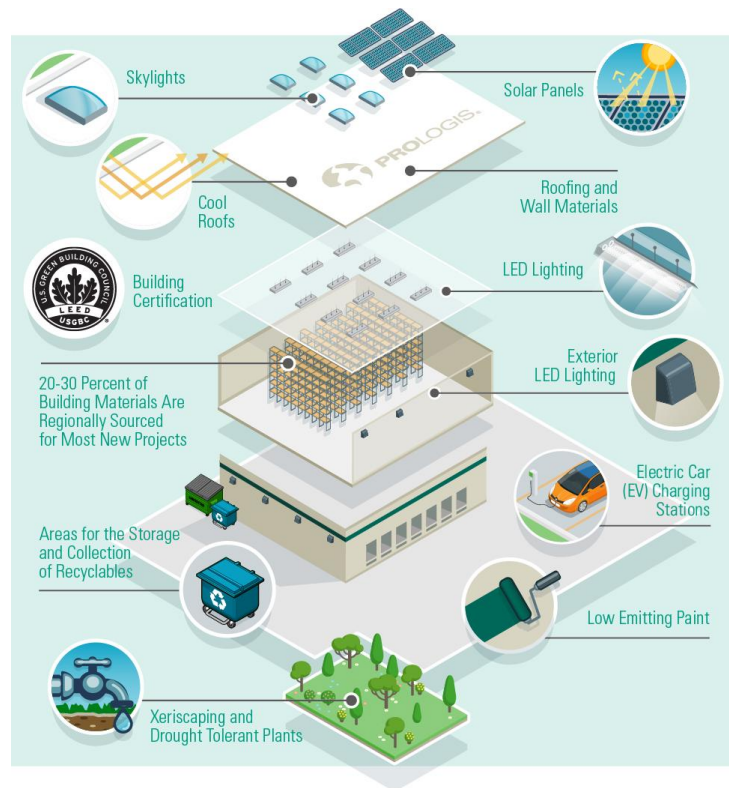 Skylights
Solar Panels
PROLOGIS.
Cool
Roofs
Roofing and
Wall Materials
U.S. GREEN BUILDING COUNCIL
LEED
USGBC
Building
Certification
LED Lighting
20-30 Percent of
Building Materials Are
Regionally Sourced
for Most New Projects
Exterior
LED Lighting
Electric Car
(EV) Charging
Stations
Areas for the Storage
and Collection
of Recyclables
Low Emitting Paint
Xeriscaping and
Drought Tolerant Plants